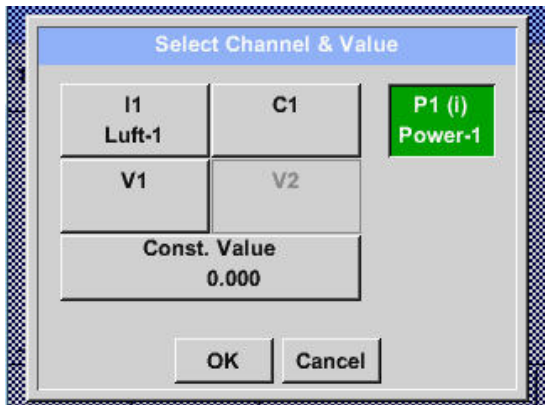 Select Channel & Value
I1
Luft-1
C1
P1 (i)
Power-1
V1
V2
Const. Value
0.000
OK
Cancel